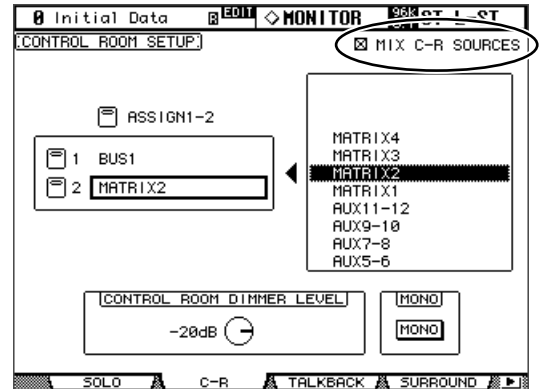 0 Initial Data EDIT ◇MONITOR 96k ST L-ST
CONTROL ROOM SETUP
☒ MIX C-R SOURCES
ASSIGN1-2
1 BUS1
2 MATRIX2
MATRIX4
MATRIX3
MATRIX2
MATRIX1
AUX11-12
AUX9-10
AUX7-8
AUX5-6
CONTROL ROOM DIMMER LEVEL
-20dB
MONO
MONO
SOLO C-R TALKBACK SURROUND